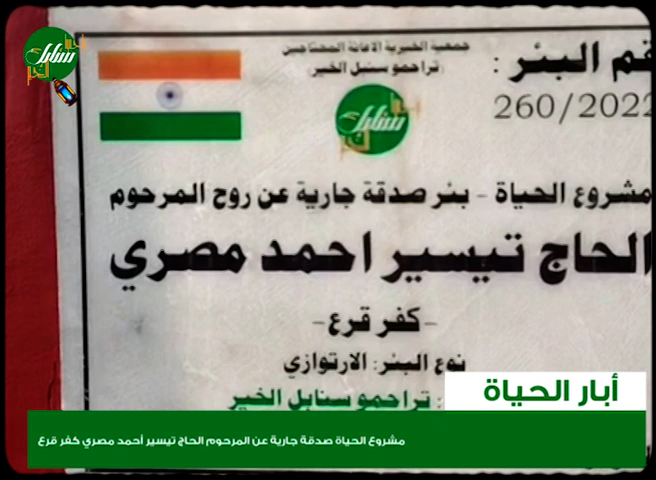 سنابل
جمعية الخيرية الاغاثة المحتاجين
(تراحمو سنبل الخير)
قم البئر :
260/2022
سنابل
مشروع الحياة - بئر صدقة جارية عن روح المرحوم
الحاج تيسير احمد مصري
-كفر قرع-
نوع البئر: الارتوازي
: تراحمو سنابل الخير
أبار الحياة
مشروع الحياة صدقة جارية عن المرحوم الحاج تيسير أحمد مصري كفر قرع